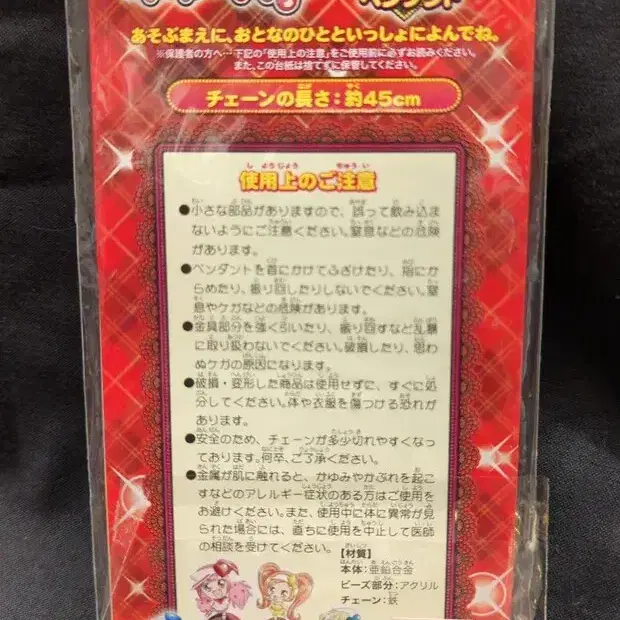 ペンダント
あそぶまえに、おとなのひとといっしょによんでね。
※保護者の方へ…下記の「使用上の注意」をご使用前に必ずお読みください。
また、この台紙は捨てずに保管してください。
チェーンの長さ：約45cm
使用上のご注意
●小さな部品がありますので、誤って飲み込ま
ないようにご注意ください。窒息などの危険
があります。
●ペンダントを首にかけてふざけたり、指にか
らめたり、振り回したりしないでください。窒
息やケガなどの危険があります。
●金具部分を強く引いたり、振り回すなど乱暴
に取り扱わないでください。破損したり、思わ
ぬケガの原因になります。
●破損・変形した商品は使用せずに、すぐに処
分してください。体や衣服を傷つける恐れが
あります。
●安全のため、チェーンが多少切れやすくなっ
ております。何卒、ご了承ください。
●金属が肌に触れると、かゆみやかぶれを起こ
すなどのアレルギー症状のある方はご使用を
お避けください。また、使用中に体に異常が見
られた場合には、直ちに使用を中止して医師
の相談を受けてください。
【材質】
本体：亜鉛合金
ビーズ部分：アクリル
チェーン：鉄